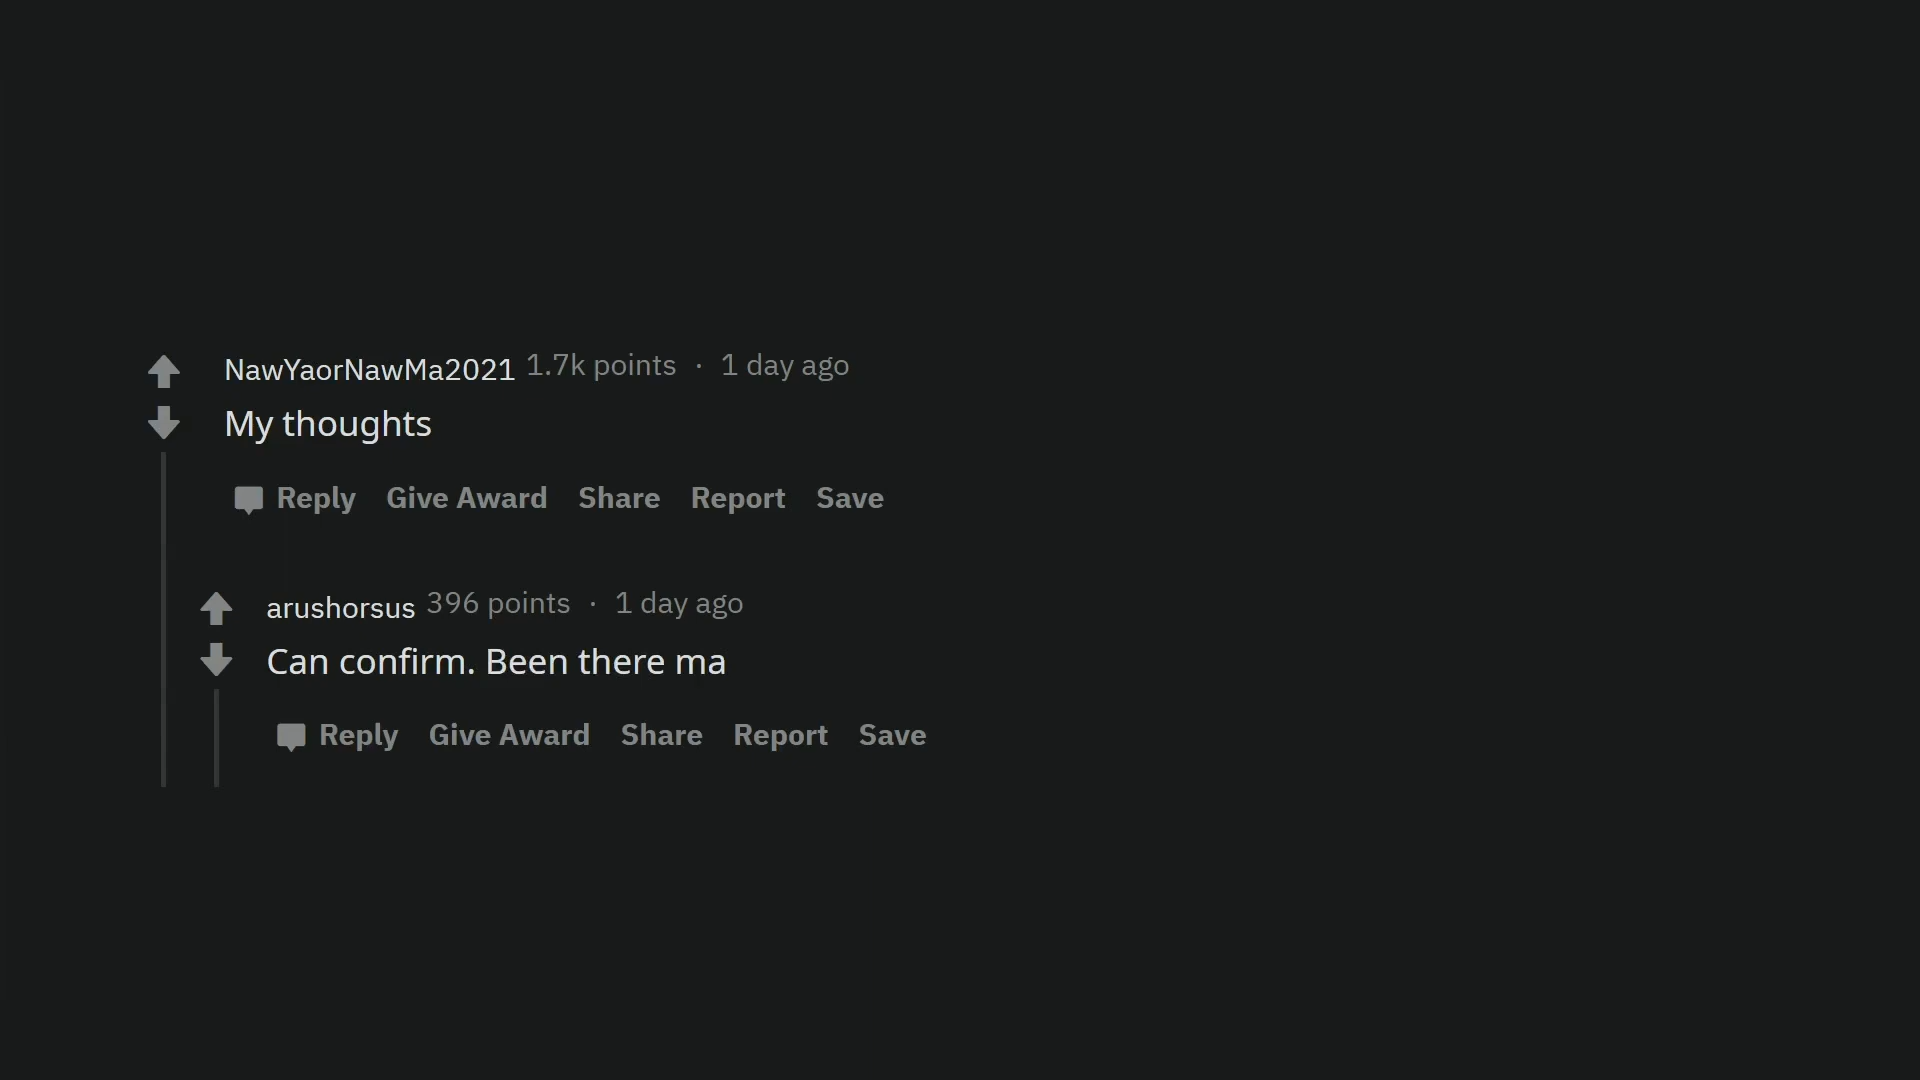 NawYaorNawMa2021 1.7k points · 1 day ago
My thoughts
Reply Give Award Share Report Save
arushorsus 396 points · 1 day ago
Can confirm. Been there ma
Reply Give Award Share Report Save